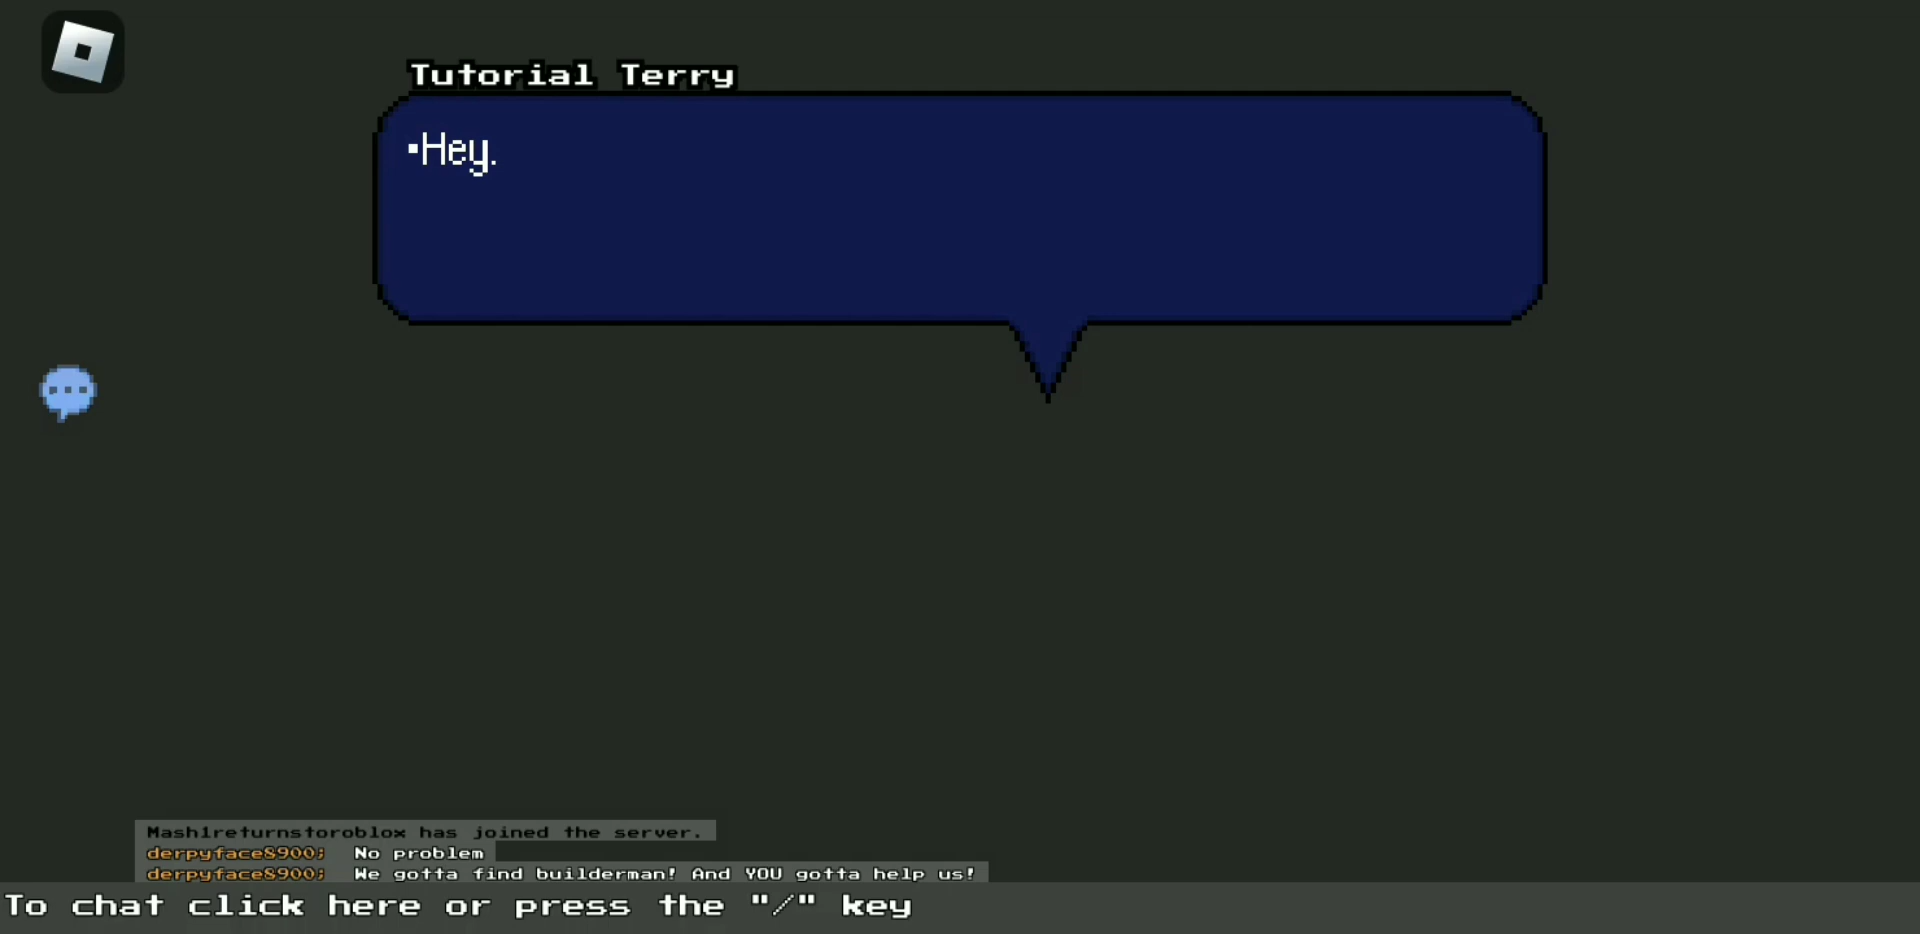 Tutorial Terry
▪Hey.
Mash1returnstoroblox has joined the server.
derpyface8900; No problem
derpyface8900; We gotta find builderman! And YOU gotta help us!
To chat click here or press the "/" key